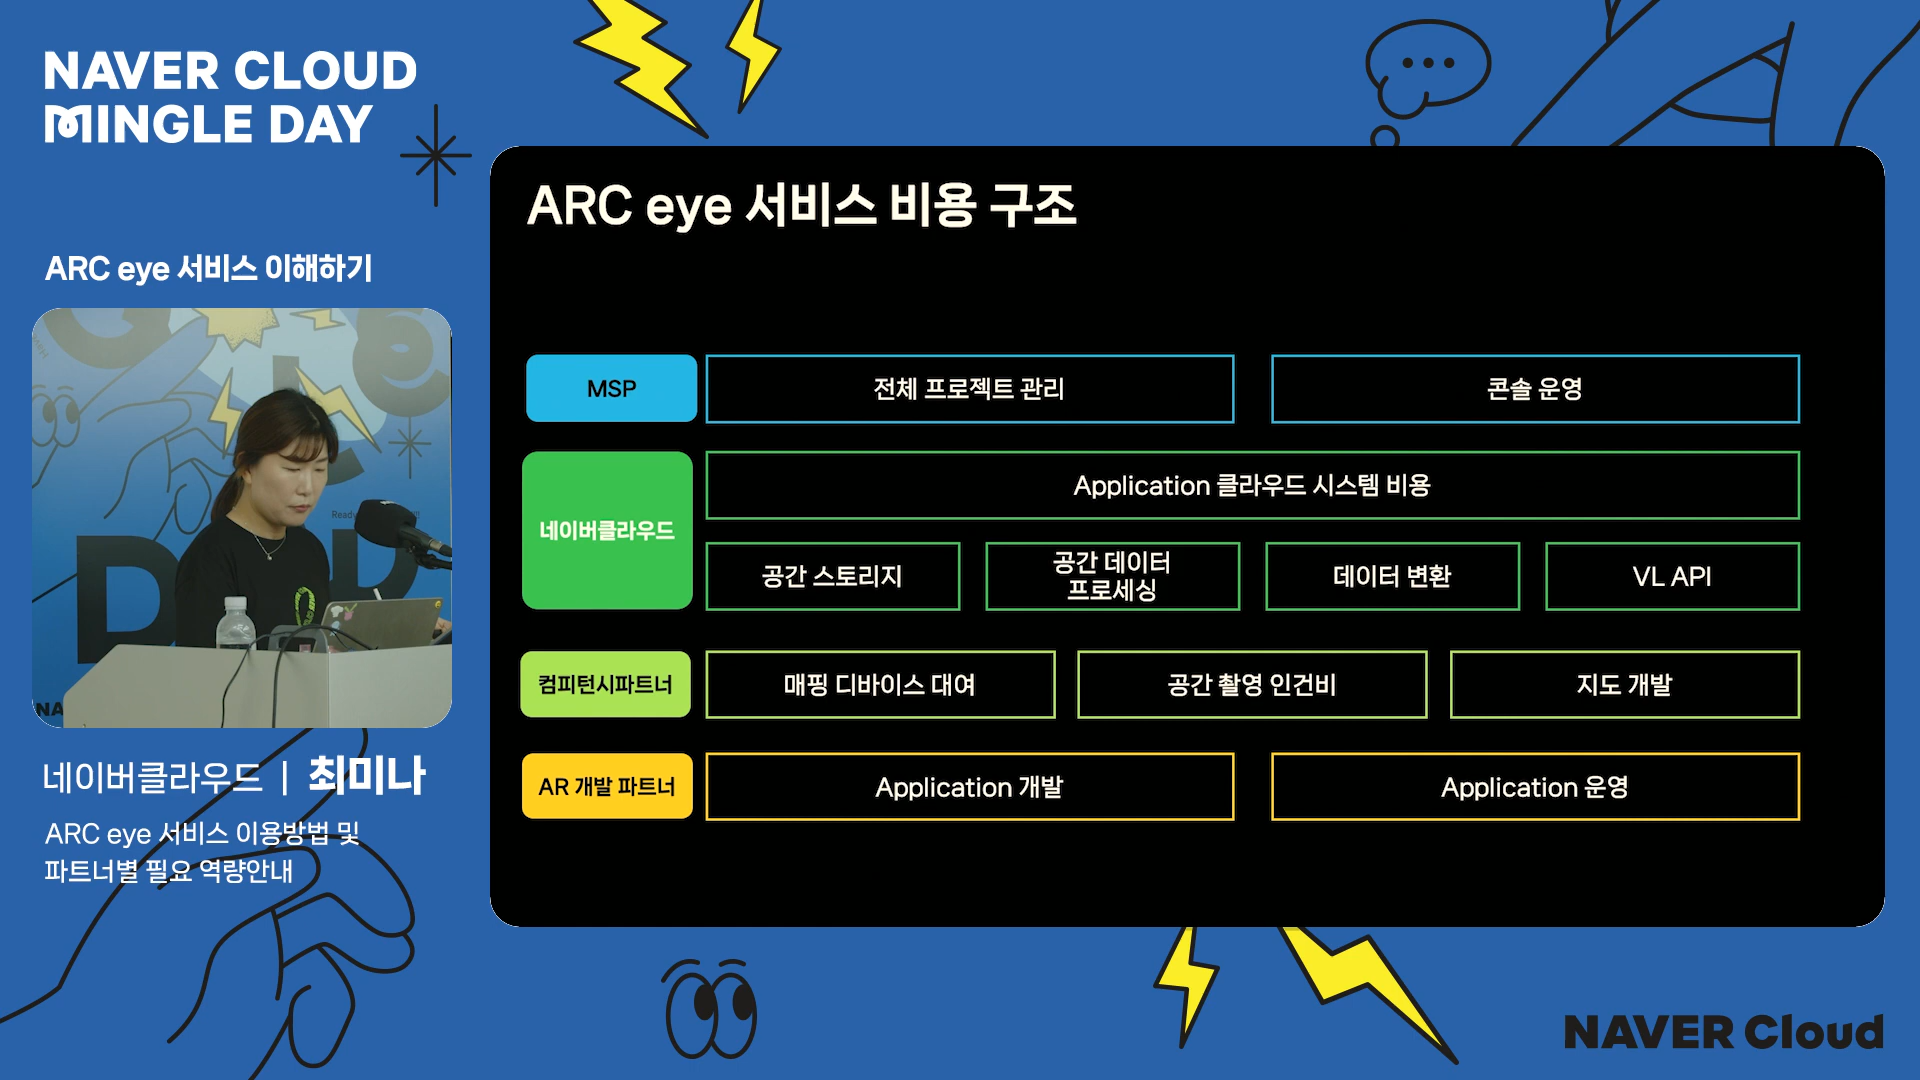 NAVER CLOUD
MINGLE DAY
ARC eye 서비스 이해하기
네이버클라우드 | 최미나
ARC eye 서비스 이용방법 및
파트너별 필요 역량안내
ARC eye 서비스 비용 구조
MSP
전체 프로젝트 관리
콘솔 운영
네이버클라우드
Application 클라우드 시스템 비용
공간 스토리지
공간 데이터
프로세싱
데이터 변환
VL API
컴피턴시파트너
매핑 디바이스 대여
공간 촬영 인건비
지도 개발
AR 개발 파트너
Application 개발
Application 운영
NAVER Cloud